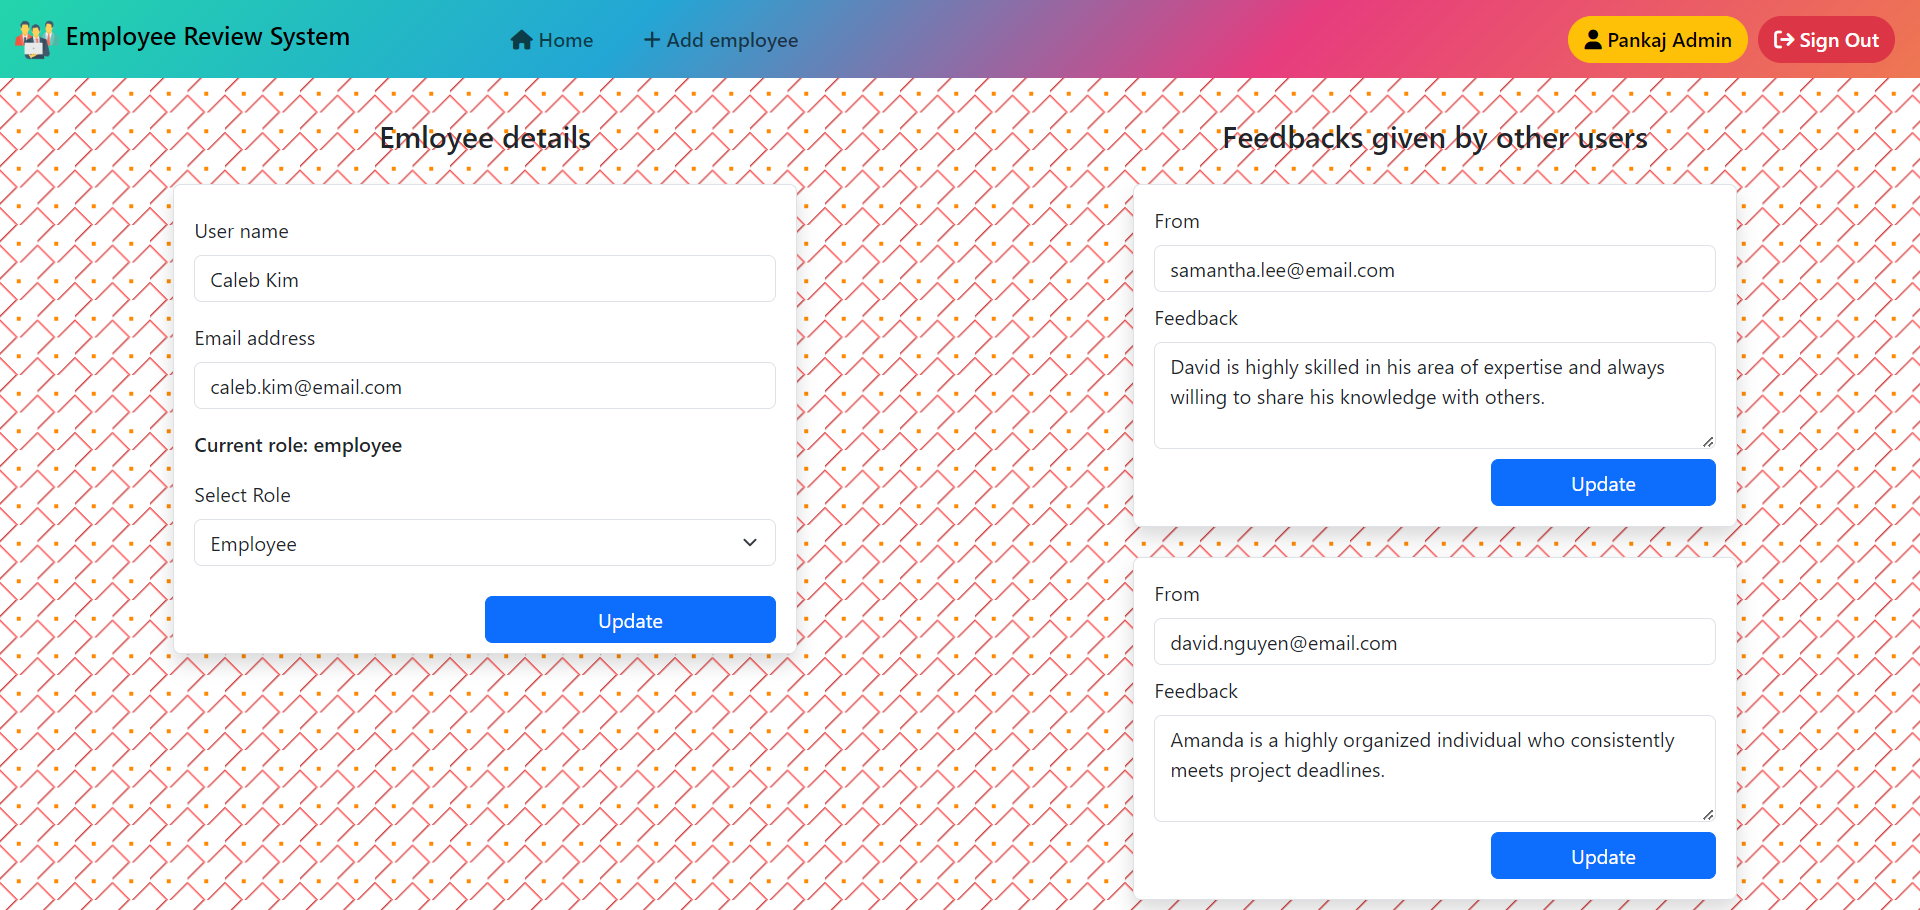 Employee Review System
Home
Add employee
Pankaj Admin
Sign Out
Emloyee details
User name
Caleb Kim
Email address
caleb.kim@email.com
Current role: employee
Select Role
Employee
Update
Feedbacks given by other users
From
samantha.lee@email.com
Feedback
David is highly skilled in his area of expertise and always
willing to share his knowledge with others.
Update
From
david.nguyen@email.com
Feedback
Amanda is a highly organized individual who consistently
meets project deadlines.
Update